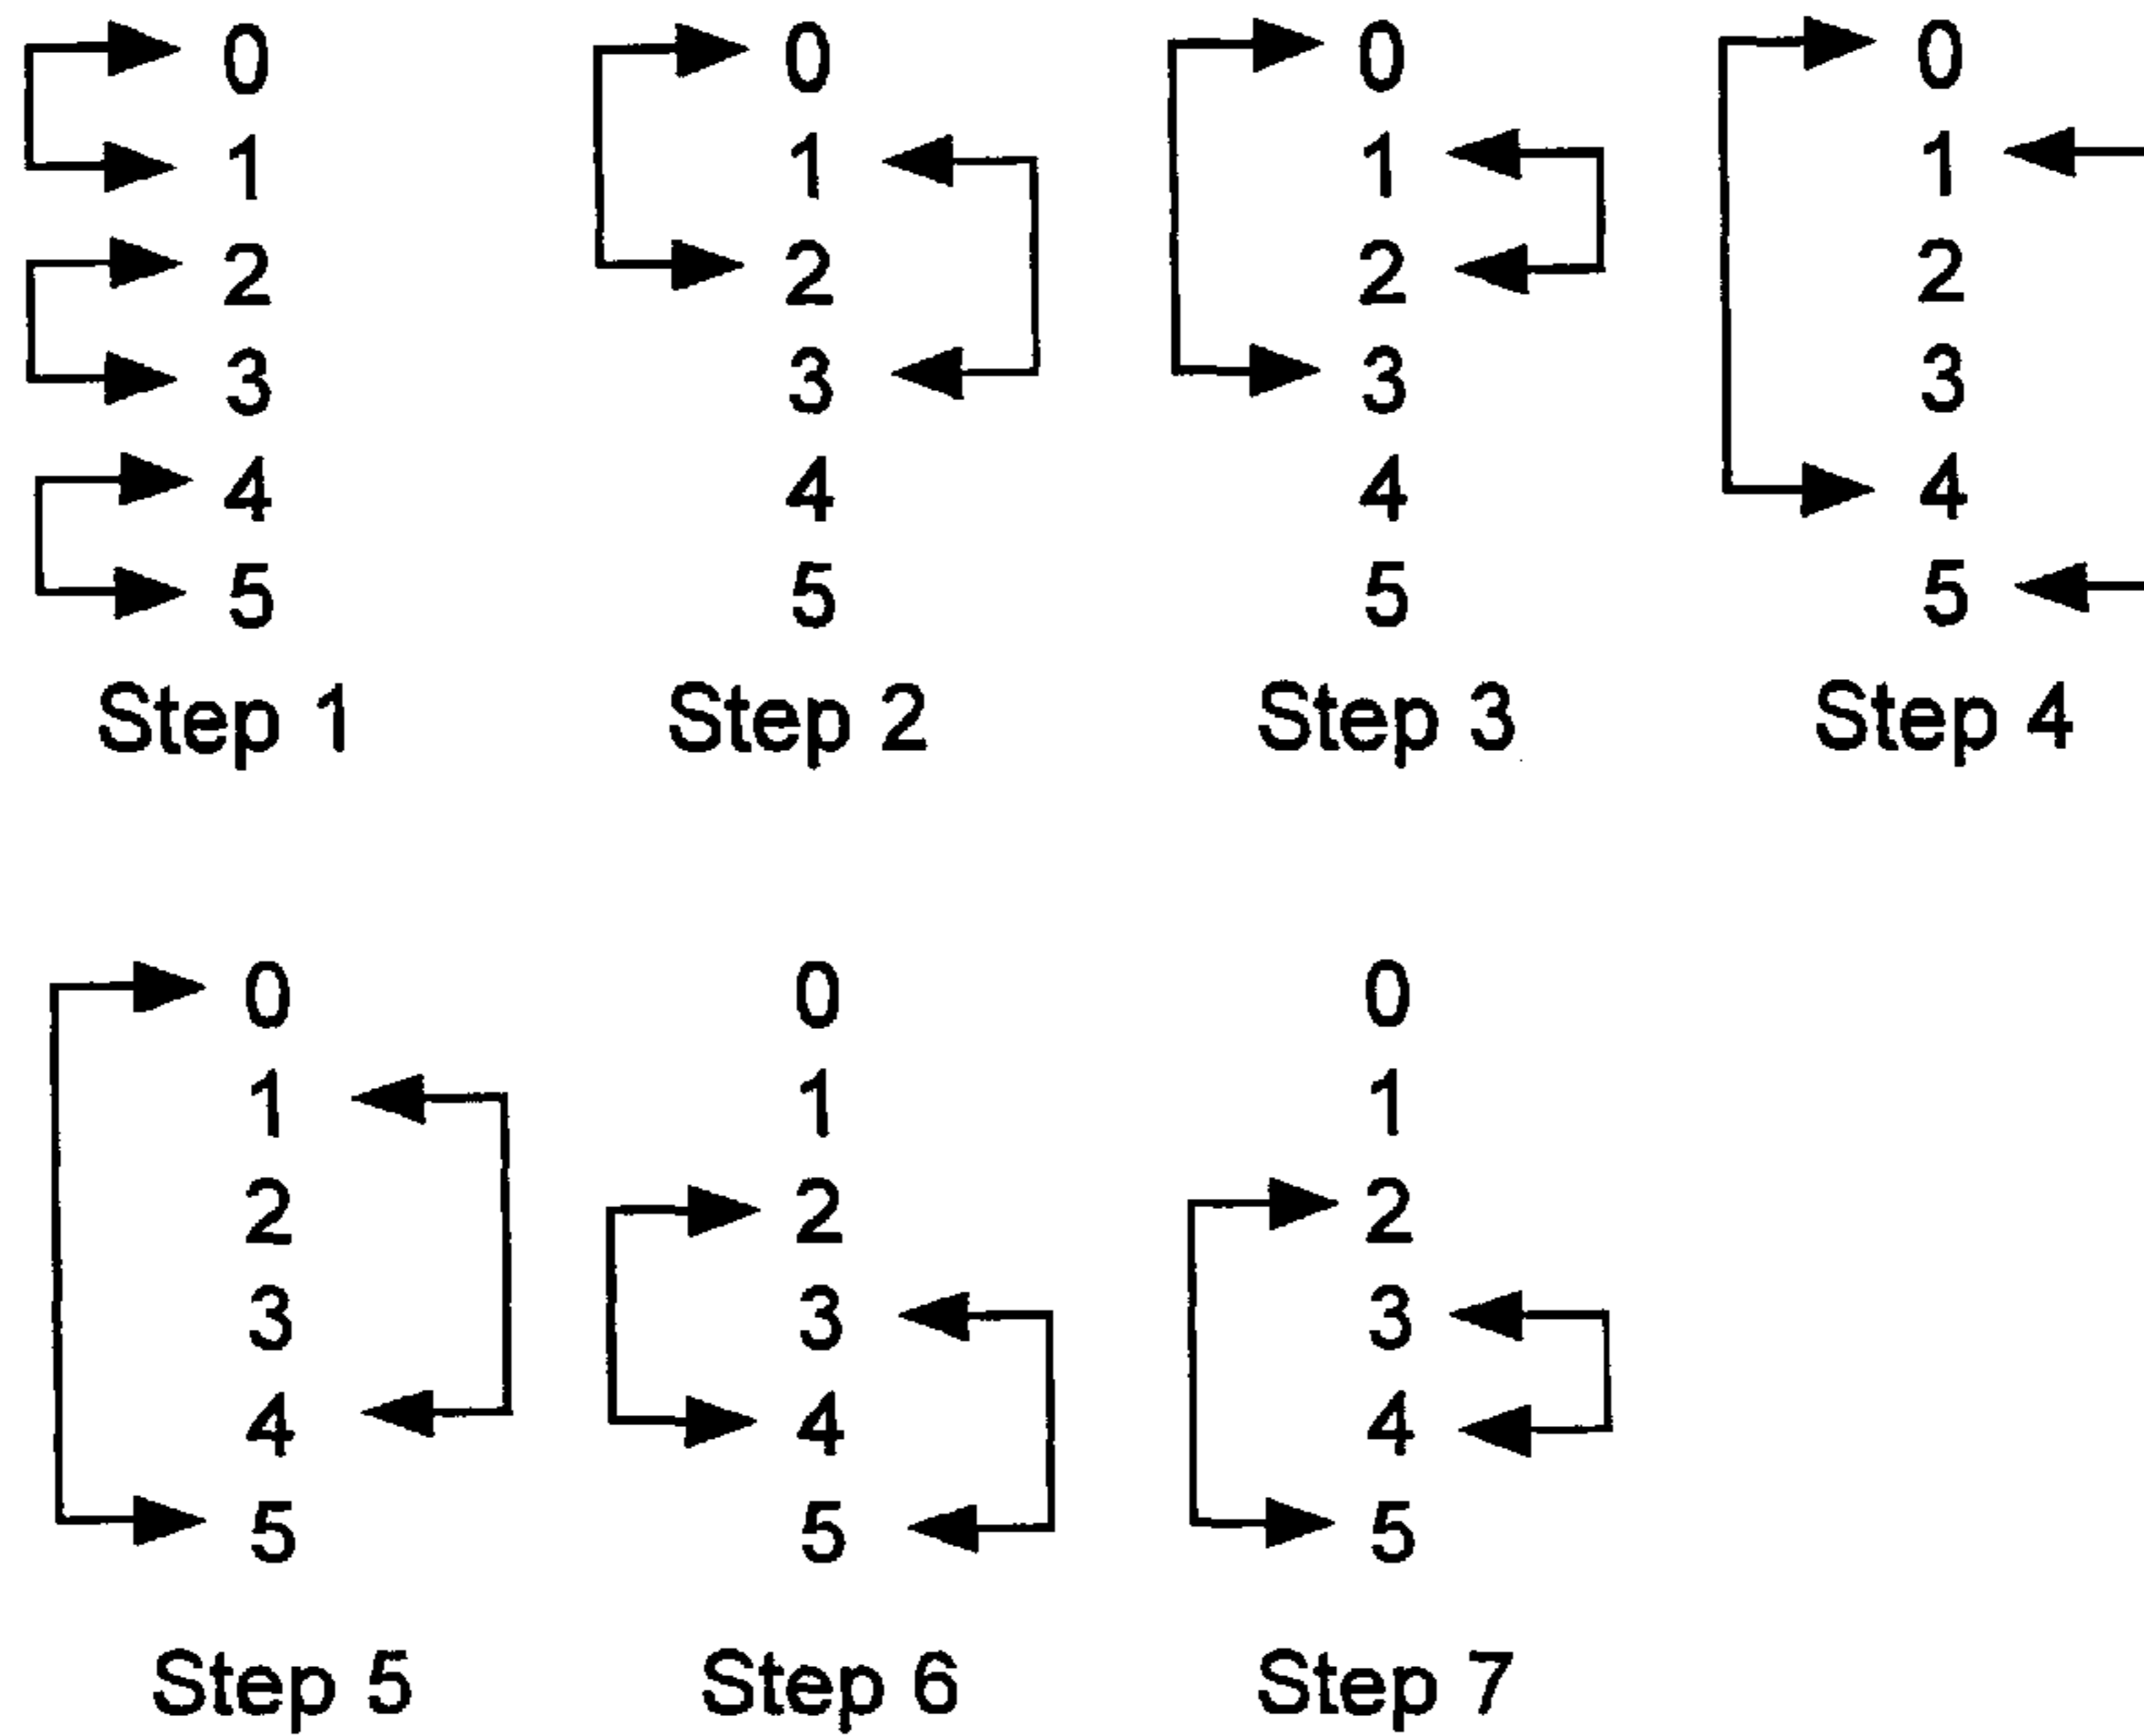 0 0 0 0
1 1 1 1
2 2 2 2
3 3 3 3
4 4 4 4
5 5 5 5
Step 1 Step 2 Step 3 Step 4
0 0 0
1 1 1
2 2 2
3 3 3
4 4 4
5 5 5
Step 5 Step 6 Step 7